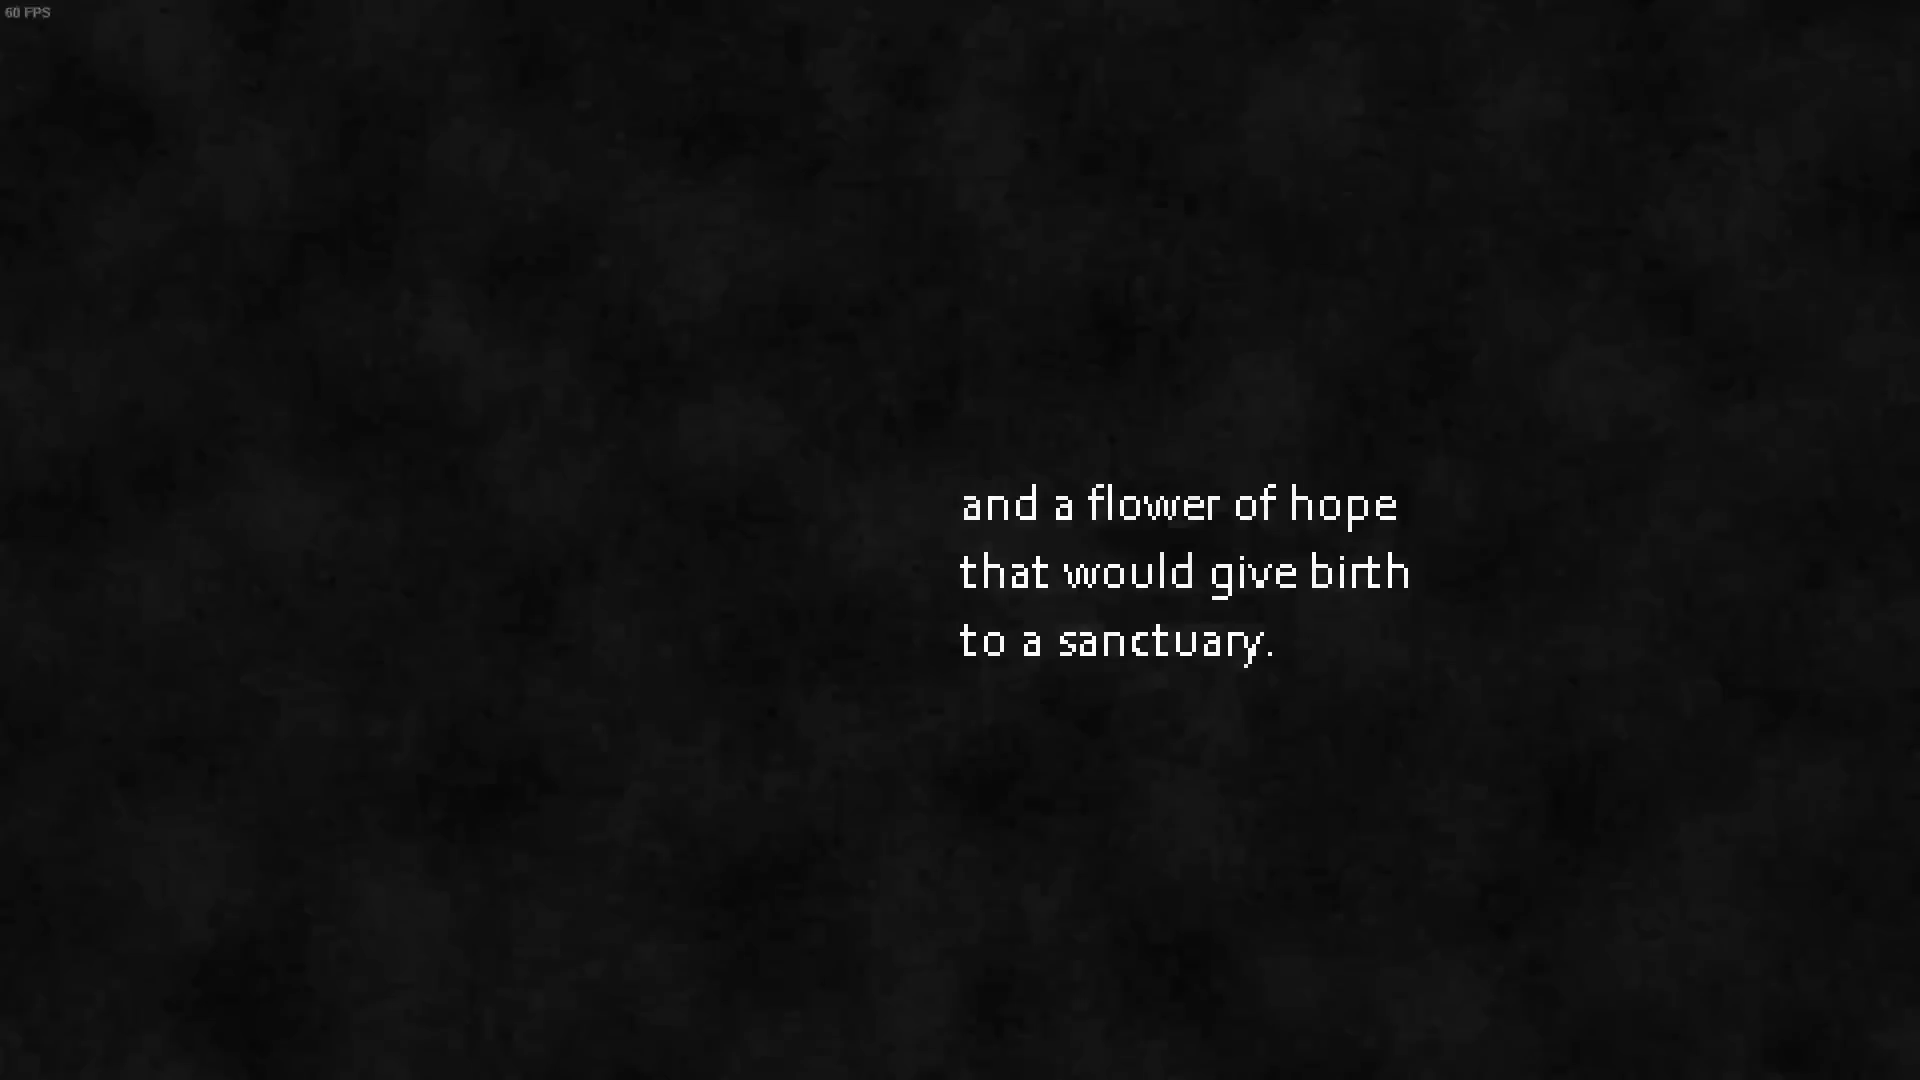 60 FPS
and a flower of hope
that would give birth
to a sanctuary.